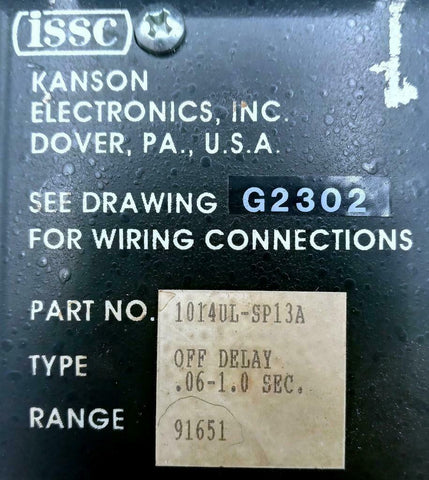 issc
KANSON
ELECTRONICS, INC.
DOVER, PA., U.S.A.
SEE DRAWING G2302
FOR WIRING CONNECTIONS
PART NO. 1014UL-SP13A
TYPE OFF DELAY
.06-1.0 SEC.
RANGE 91651